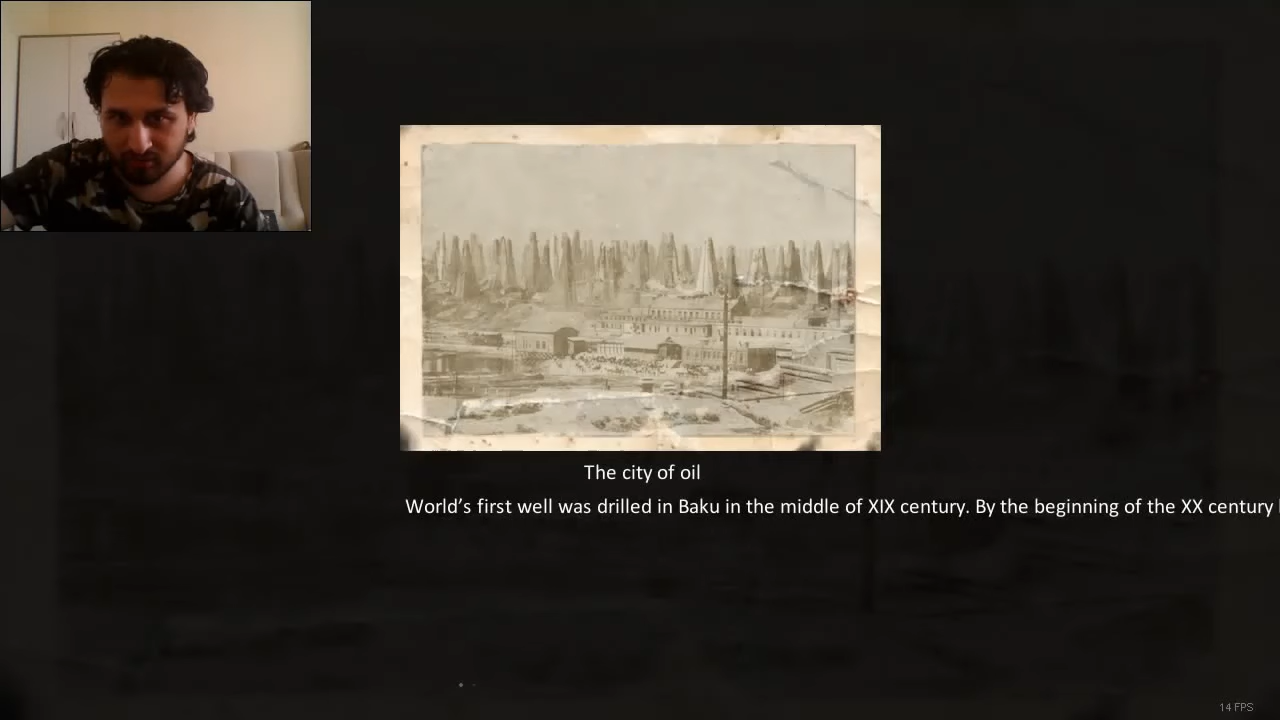 The city of oil
World’s first well was drilled in Baku in the middle of XIX century. By the beginning of the XX century
14 FPS